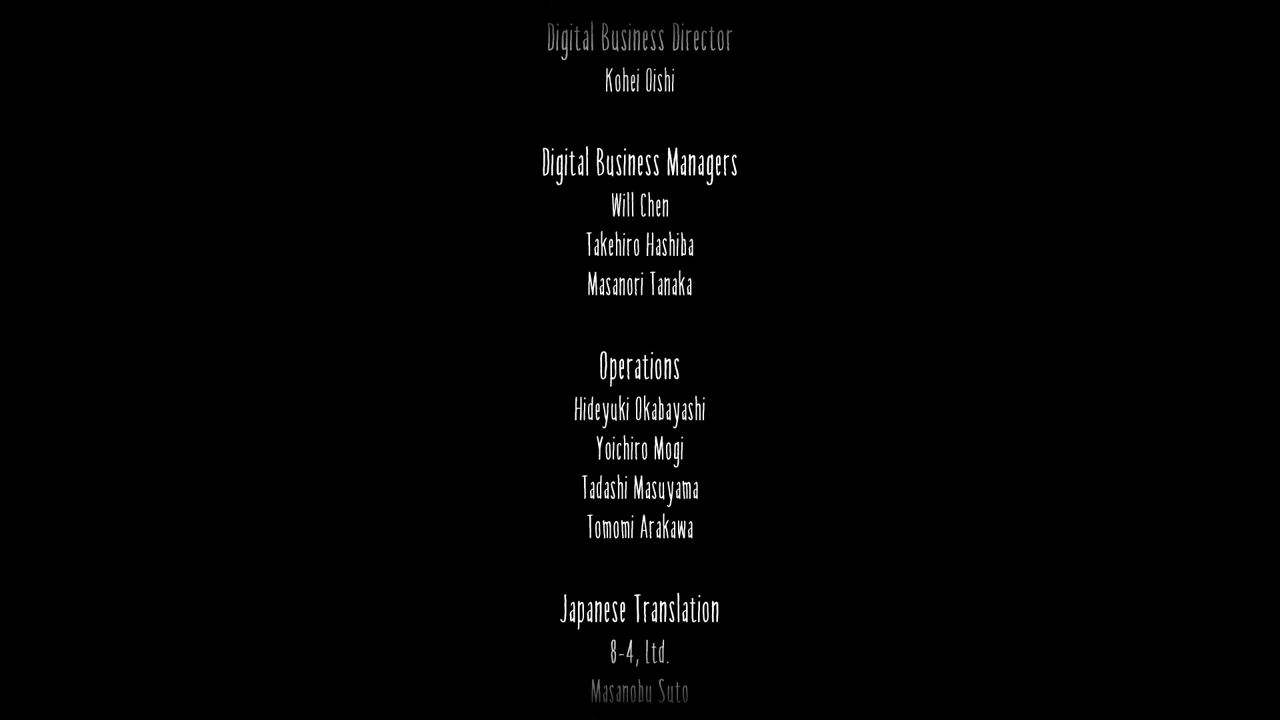 Digital Business Director
Kohei Oishi
Digital Business Managers
Will Chen
Takehiro Hashiba
Masanori Tanaka
Operations
Hideyuki Okabayashi
Yoichiro Mogi
Tadashi Masuyama
Tomomi Arakawa
Japanese Translation
8-4, Ltd.
Masanobu Suto